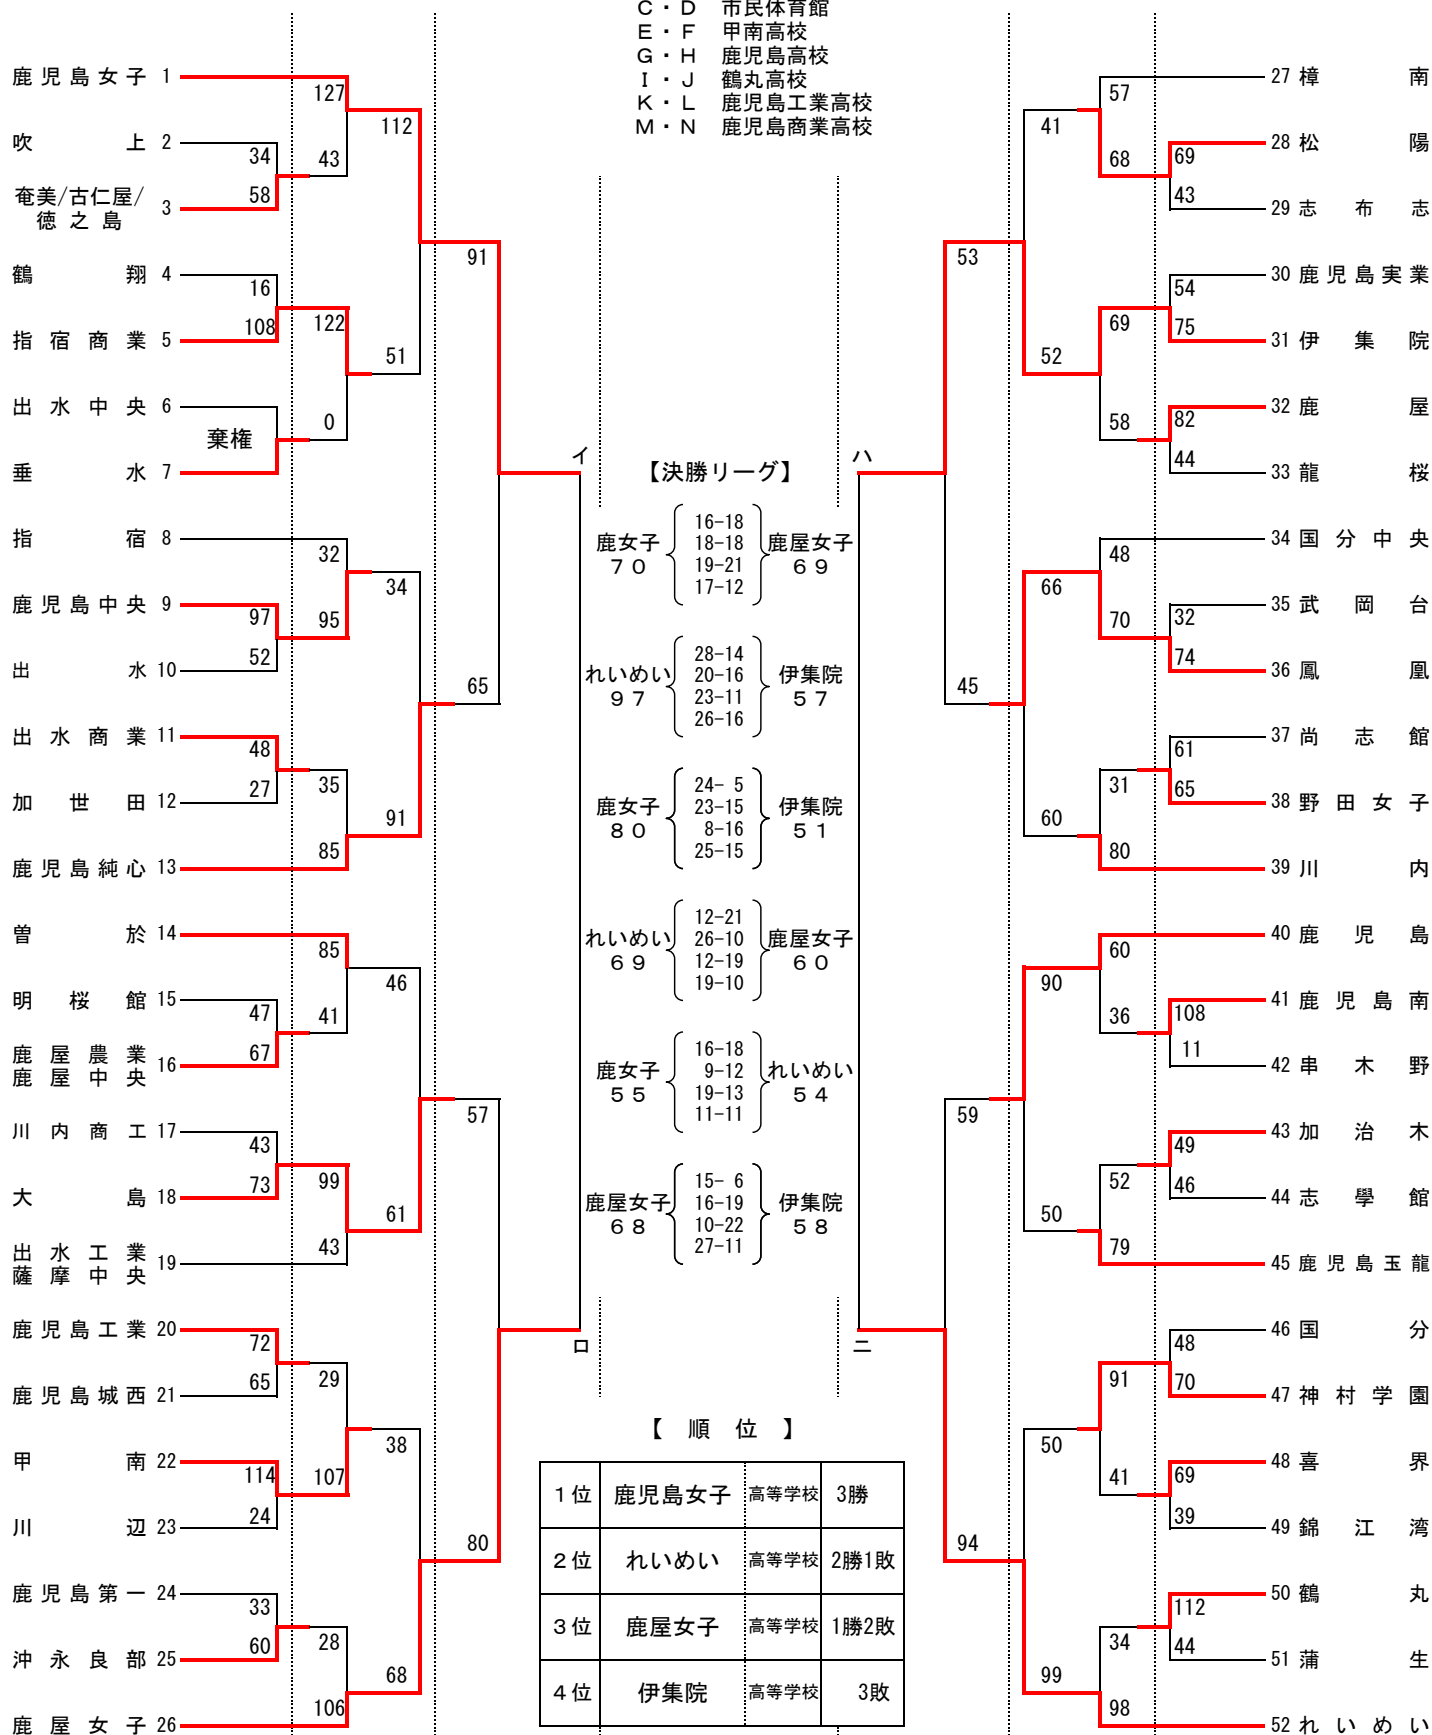 C・D 市民体育館
E・F 甲南高校
G・H 鹿児島高校
I・J 鶴丸高校
K・L 鹿児島工業高校
M・N 鹿児島商業高校
鹿児島女子 1
127
112
吹上 2
34
43
奄美/古仁屋/
徳之島 3
58
91
鶴翔 4
16
指宿商業 5
108
122
51
出水中央 6
棄権
0
垂水 7
指宿 8
32
34
鹿児島中央 9
97
95
出水 10
52
65
出水商業 11
48
35
加世田 12
27
91
鹿児島純心 13
85
曽於 14
85
46
明桜館 15
47
41
鹿屋農業
鹿屋中央 16
67
57
川内商工 17
43
大島 18
73
99
61
出水工業
薩摩中央 19
43
鹿児島工業 20
72
29
鹿児島城西 21
65
38
甲南 22
114
107
川辺 23
24
80
鹿児島第一 24
33
28
沖永良部 25
60
68
鹿屋女子 26
106
イ
ロ
ハ
ニ
【決勝リーグ】
鹿女子 70
16-18
18-18
19-21
17-12
鹿屋女子 69
れいめい 97
28-14
20-16
23-11
26-16
伊集院 57
鹿女子 80
24- 5
23-15
8-16
25-15
伊集院 51
れいめい 69
12-21
26-10
12-19
19-10
鹿屋女子 60
鹿女子 55
16-18
9-12
19-13
11-11
れいめい 54
鹿屋女子 68
15- 6
16-19
10-22
27-11
伊集院 58
【 順 位 】
1位 鹿児島女子 高等学校 3勝
2位 れいめい 高等学校 2勝1敗
3位 鹿屋女子 高等学校 1勝2敗
4位 伊集院 高等学校 3敗
27 樟南
57
41
28 松陽
69
68
29 志布志
43
53
30 鹿児島実業
54
69
31 伊集院
75
52
32 鹿屋
82
58
33 龍桜
44
34 国分中央
48
66
35 武岡台
32
70
36 鳳凰
74
45
37 尚志館
61
31
38 野田女子
65
60
39 川内
80
40 鹿児島
60
90
41 鹿児島南
108
36
42 串木野
11
59
43 加治木
49
52
44 志學館
46
50
45 鹿児島玉龍
79
46 国分
48
91
47 神村学園
70
50
48 喜界
69
41
49 錦江湾
39
94
50 鶴丸
112
34
51 蒲生
44
99
52 れいめい
98